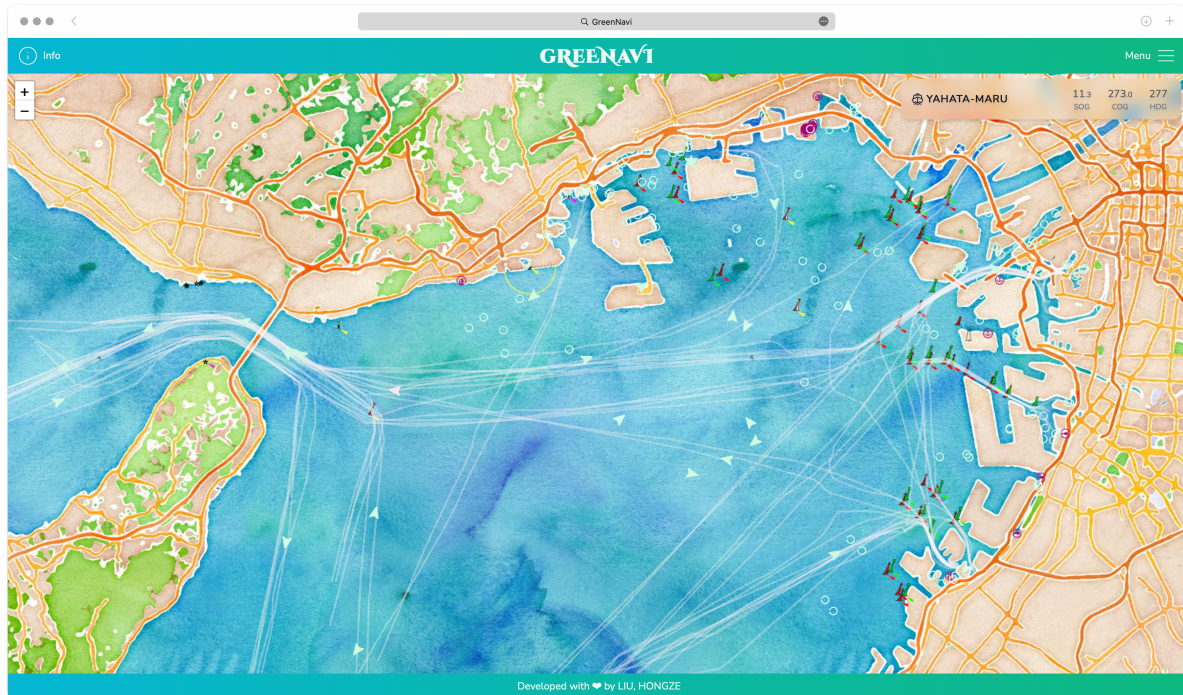 GreenNavi
Info
GREENAVI
Menu
+
−
YAHATA-MARU
11.3 273.0 277
SOG COG HDG
Developed with ❤ by LIU, HONGZE